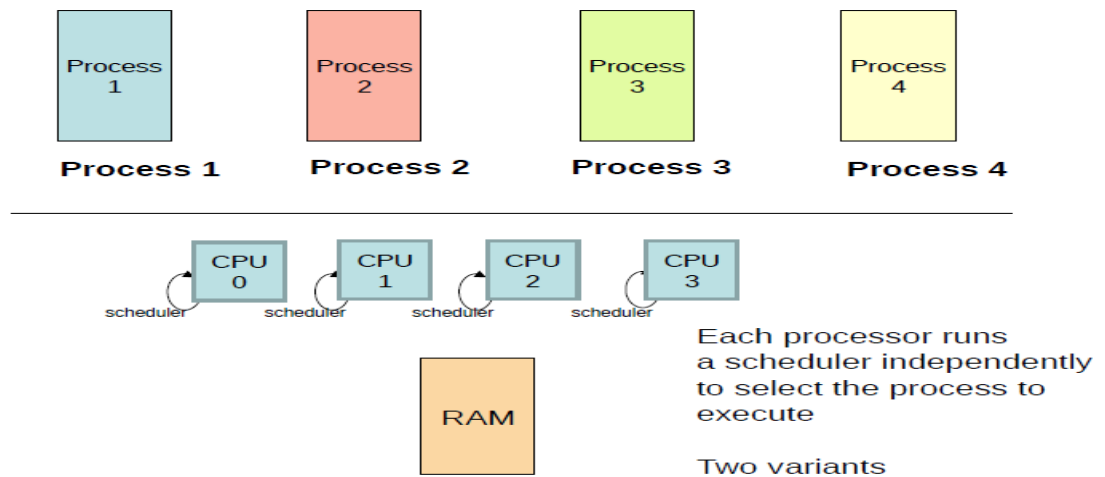 Process
1
Process
2
Process
3
Process
4
Process 1
Process 2
Process 3
Process 4
CPU
0
CPU
1
CPU
2
CPU
3
scheduler
scheduler
scheduler
scheduler
Each processor runs
a scheduler independently
to select the process to
execute
RAM
Two variants